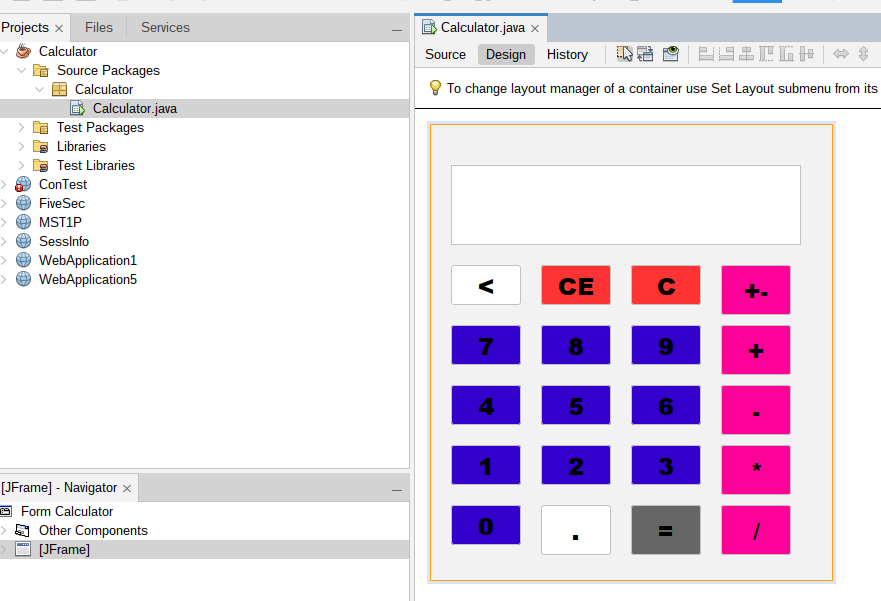 Projects Files Services
Calculator
Source Packages
Calculator
Calculator.java
Test Packages
Libraries
Test Libraries
ConTest
FiveSec
MST1P
SessInfo
WebApplication1
WebApplication5
[JFrame] - Navigator
Form Calculator
Other Components
[JFrame]
Calculator.java
Source Design History
To change layout manager of a container use Set Layout submenu from its
< CE C +-
7 8 9 +
4 5 6 -
1 2 3 *
0 . = /